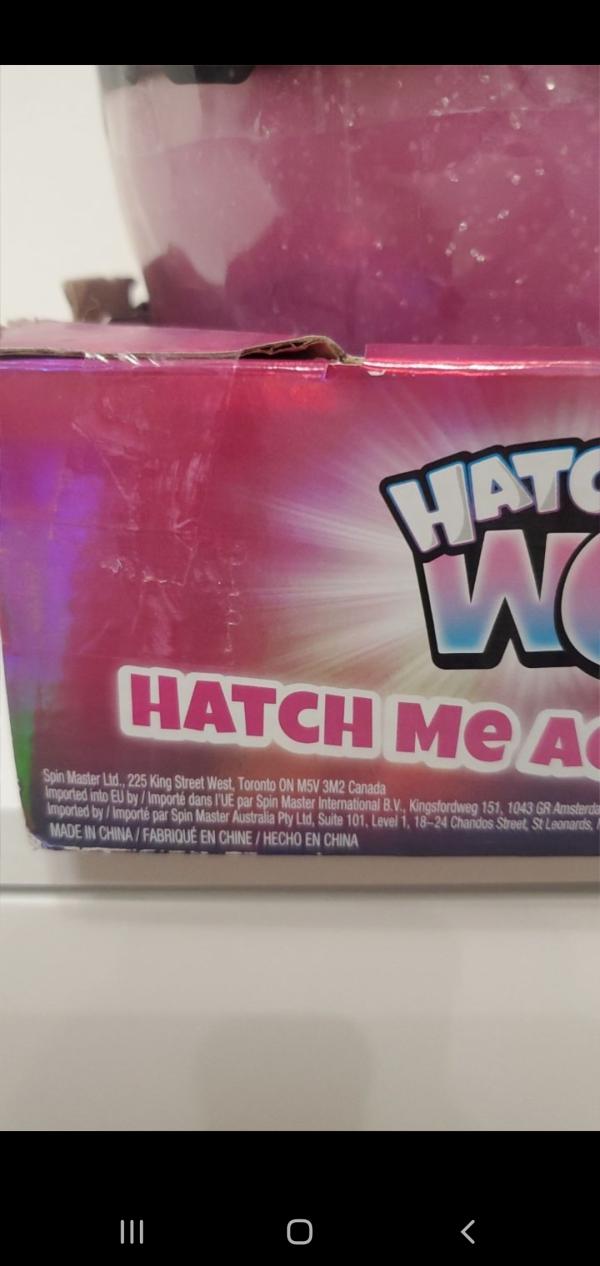 HATC
WO
HATCH Me A
Spin Master Ltd., 225 King Street West, Toronto ON M5V 3M2 Canada
Imported into EU by / Importé dans l'UE par Spin Master International B.V., Kingsfordweg 151, 1043 GR Amsterda
Imported by / Importé par Spin Master Australia Pty Ltd, Suite 101, Level 1, 18–24 Chandos Street, St Leonards,
MADE IN CHINA / FABRIQUÉ EN CHINE / HECHO EN CHINA